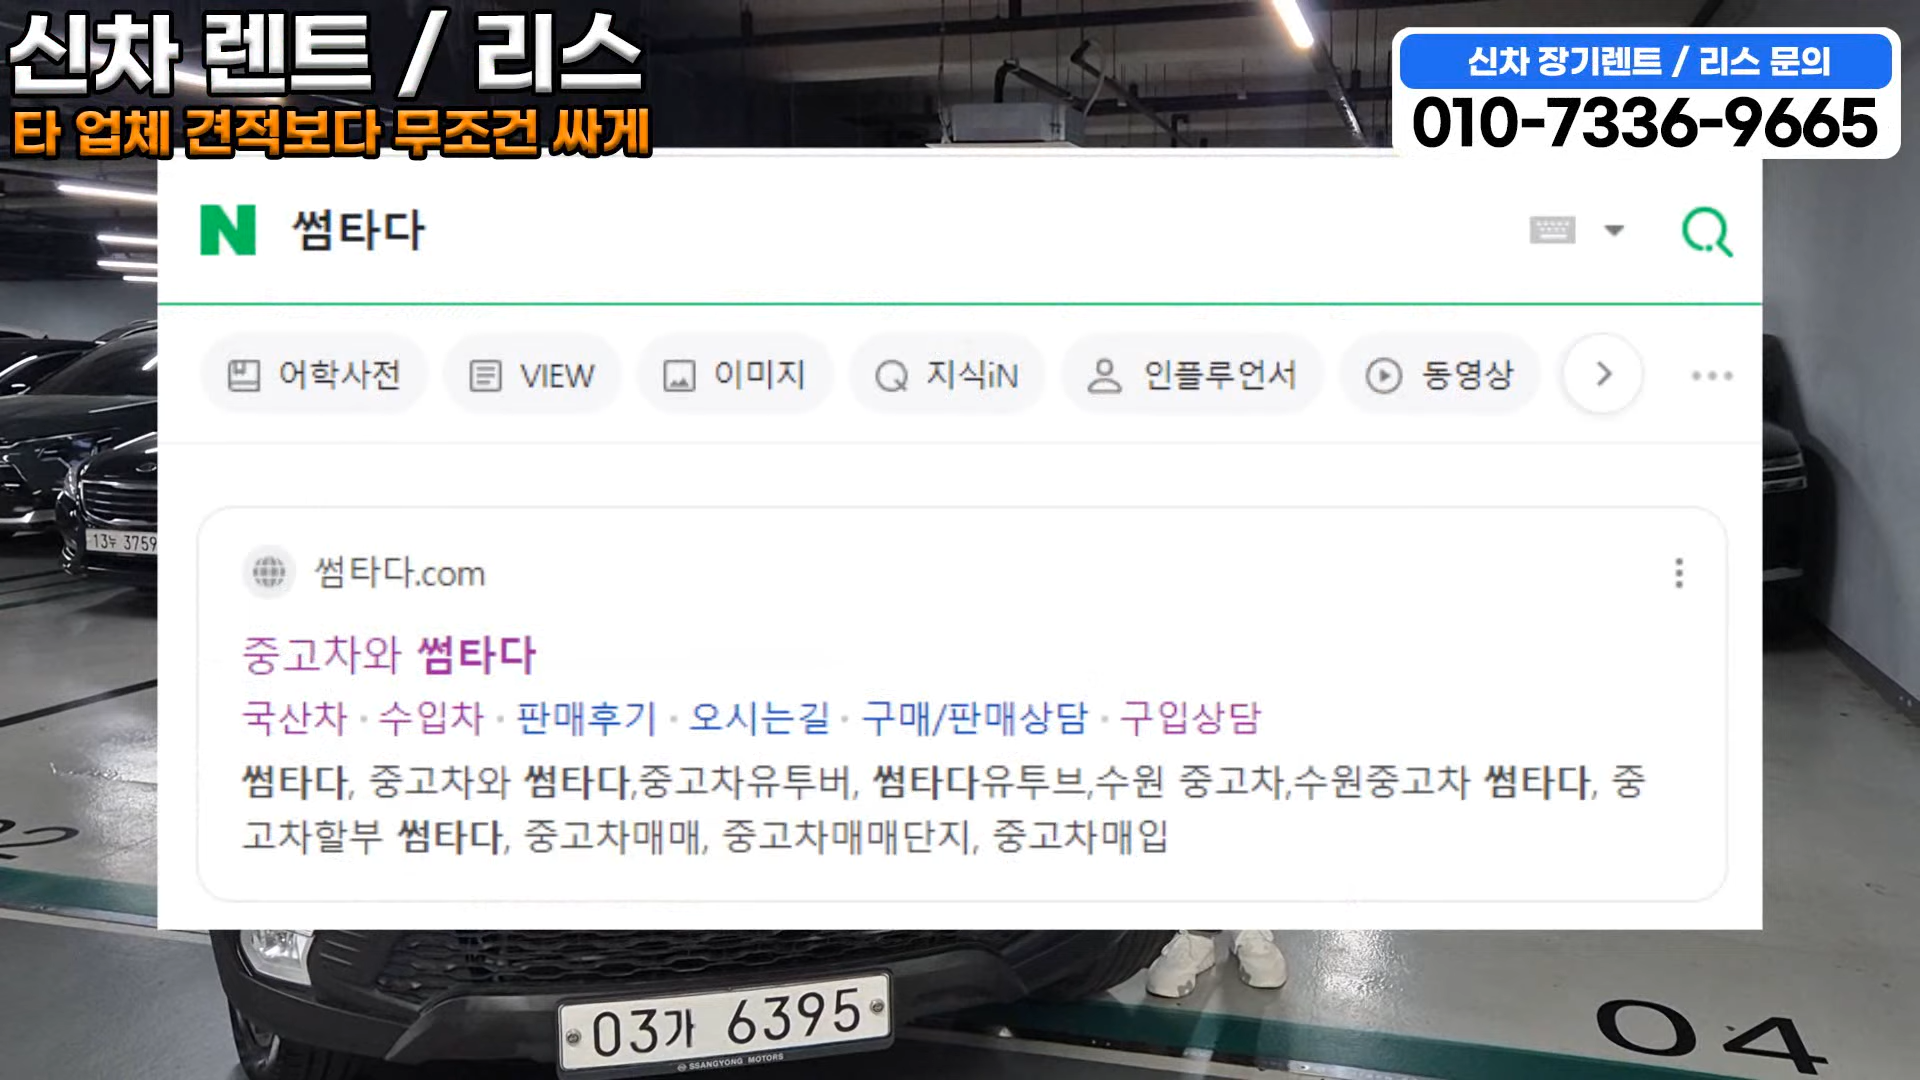 신차 렌트 / 리스
타 업체 견적보다 무조건 싸게
신차 장기렌트 / 리스 문의
010-7336-9665
N 썸타다
어학사전 VIEW 이미지 지식iN 인플루언서 동영상
썸타다.com
중고차와 썸타다
국산차 · 수입차 · 판매후기 · 오시는길 · 구매/판매상담 · 구입상담
썸타다, 중고차와 썸타다,중고차유투버, 썸타다유투브,수원 중고차,수원중고차 썸타다, 중
고차할부 썸타다, 중고차매매, 중고차매매단지, 중고차매입
3759
03가 6395
SSANGYONG MOTORS
04